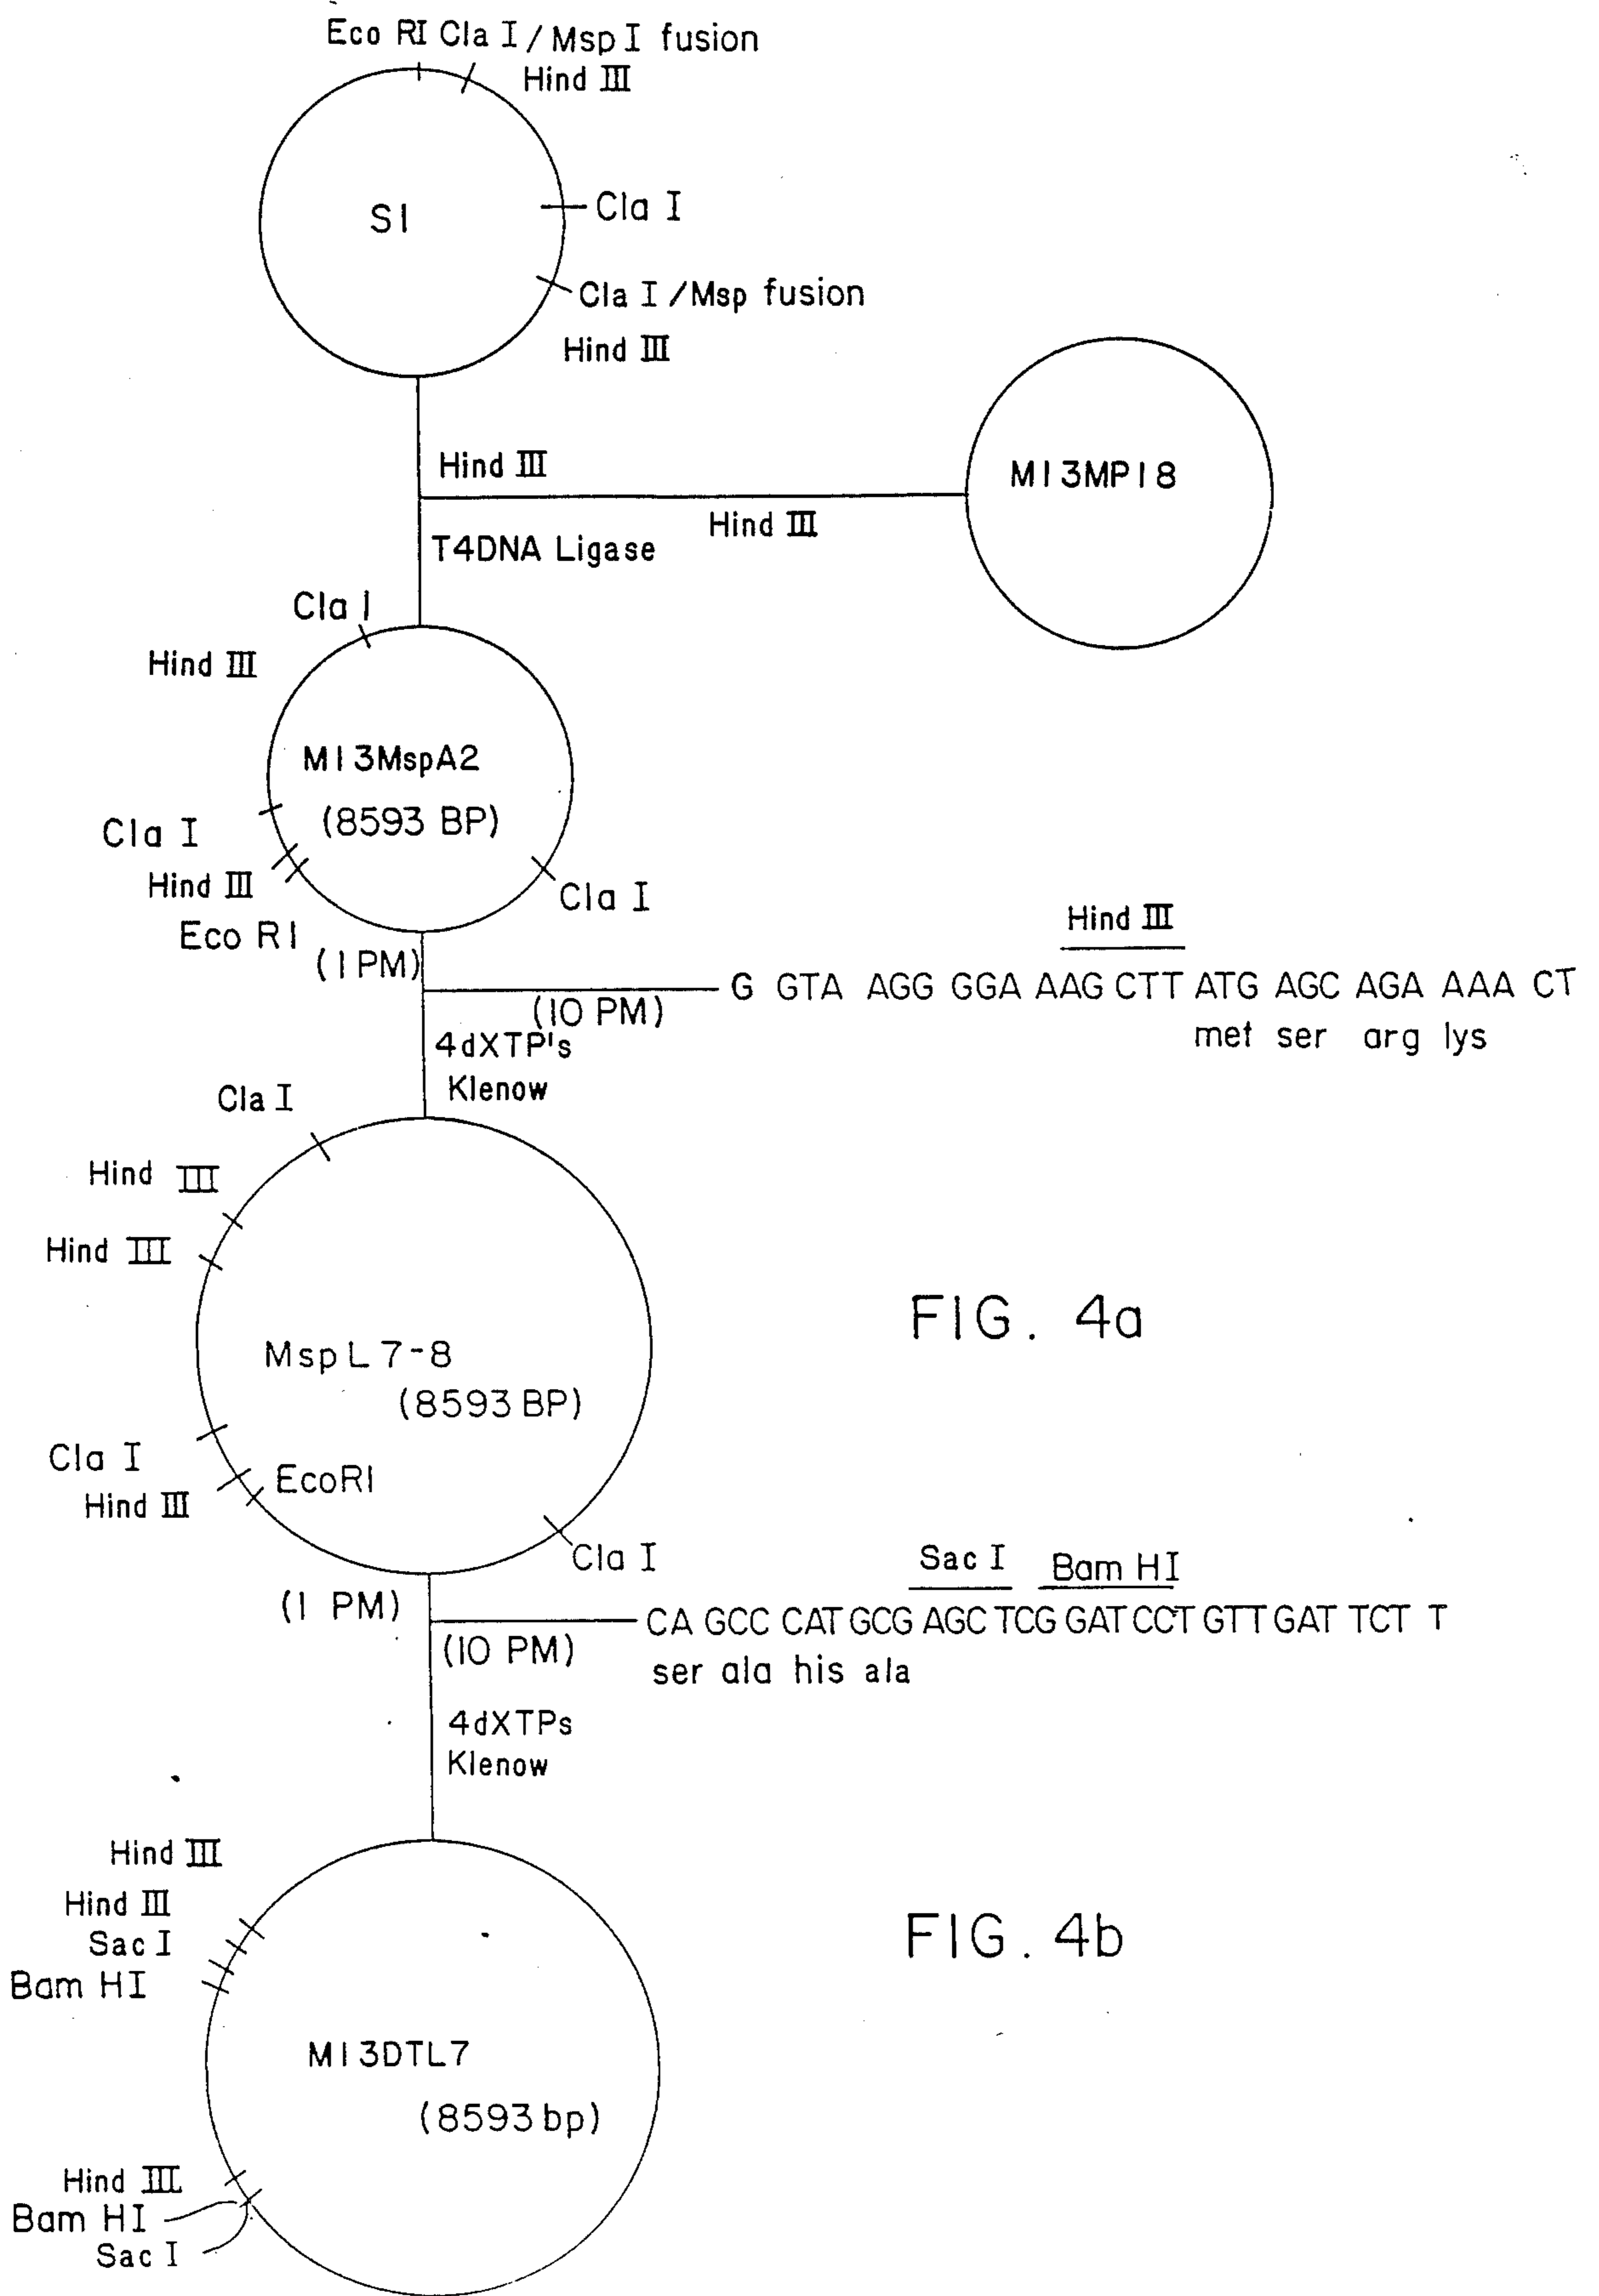 Eco RI Cla I / Msp I fusion
Hind III
S1
Cla I
Cla I / Msp fusion
Hind III
M13MP18
Hind III
Hind III
T4DNA Ligase
Cla I
Hind III
M13MspA2
(8593 BP)
Cla I
Hind III
Eco RI
Cla I
(1 PM)
Hind III
G GTA AGG GGA AAG CTT ATG AGC AGA AAA CT
met ser arg lys
(10 PM)
4dXTP's
Klenow
Cla I
Hind III
Hind III
FIG. 4a
Msp L 7-8
(8593 BP)
Cla I
EcoRI
Hind III
Cla I
Sac I Bam HI
(1 PM)
CA GCC CAT GCG AGC TCG GAT CCT GTT GAT TCT T
(10 PM)
ser ala his ala
4dXTPs
Klenow
Hind III
Hind III
Sac I
Bam HI
FIG. 4b
M13DTL7
(8593 bp)
Hind III
Bam HI
Sac I